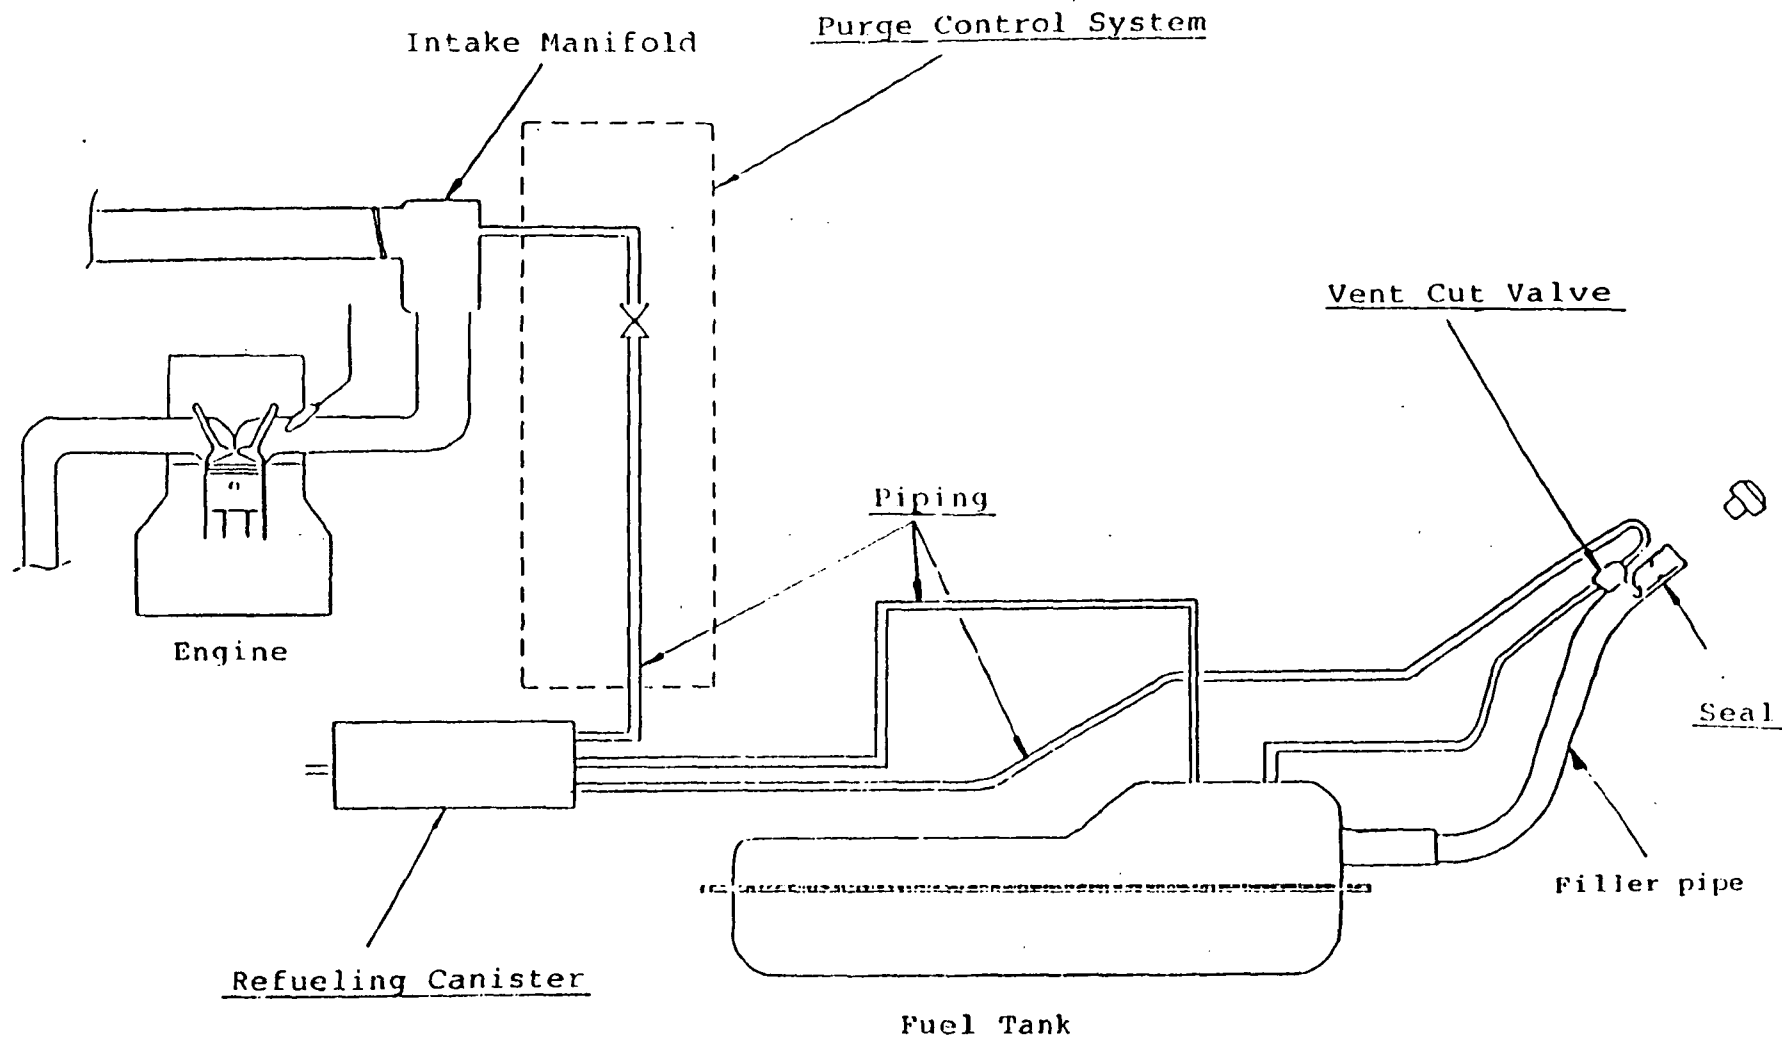 Purge Control System
Intake Manifold
Vent Cut Valve
Piping
Engine
Seal
Filler pipe
Refueling Canister
Fuel Tank